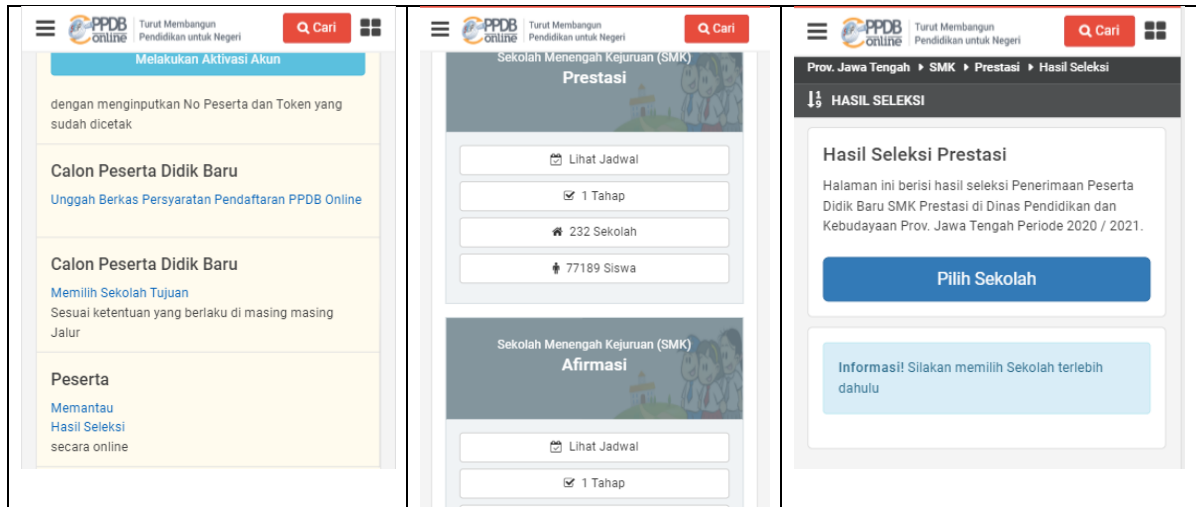 PPDB
online
Turut Membangun
Pendidikan untuk Negeri
Cari
Melakukan Aktivasi Akun
dengan menginputkan No Peserta dan Token yang
sudah dicetak
Calon Peserta Didik Baru
Unggah Berkas Persyaratan Pendaftaran PPDB Online
Calon Peserta Didik Baru
Memilih Sekolah Tujuan
Sesuai ketentuan yang berlaku di masing masing
Jalur
Peserta
Memantau
Hasil Seleksi
secara online
PPDB
online
Turut Membangun
Pendidikan untuk Negeri
Cari
Sekolah Menengah Kejuruan (SMK)
Prestasi
Lihat Jadwal
1 Tahap
232 Sekolah
77189 Siswa
Sekolah Menengah Kejuruan (SMK)
Afirmasi
Lihat Jadwal
1 Tahap
PPDB
online
Turut Membangun
Pendidikan untuk Negeri
Cari
Prov. Jawa Tengah SMK Prestasi Hasil Seleksi
HASIL SELEKSI
Hasil Seleksi Prestasi
Halaman ini berisi hasil seleksi Penerimaan Peserta
Didik Baru SMK Prestasi di Dinas Pendidikan dan
Kebudayaan Prov. Jawa Tengah Periode 2020 / 2021.
Pilih Sekolah
Informasi! Silakan memilih Sekolah terlebih
dahulu